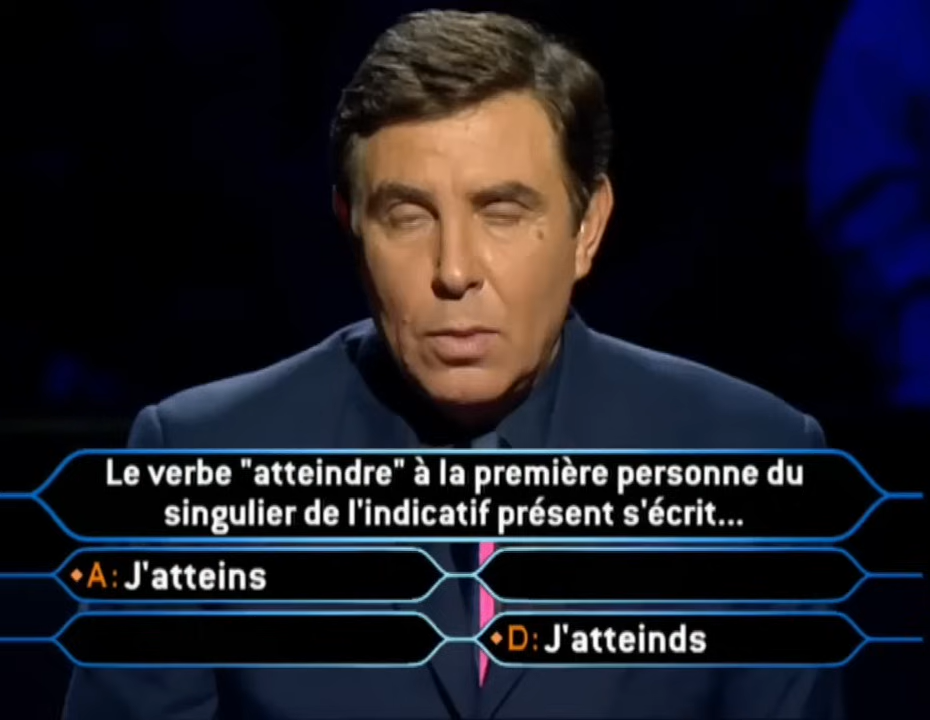 Le verbe "atteindre" à la première personne du
singulier de l'indicatif présent s'écrit...
A: J'atteins
D: J'atteinds